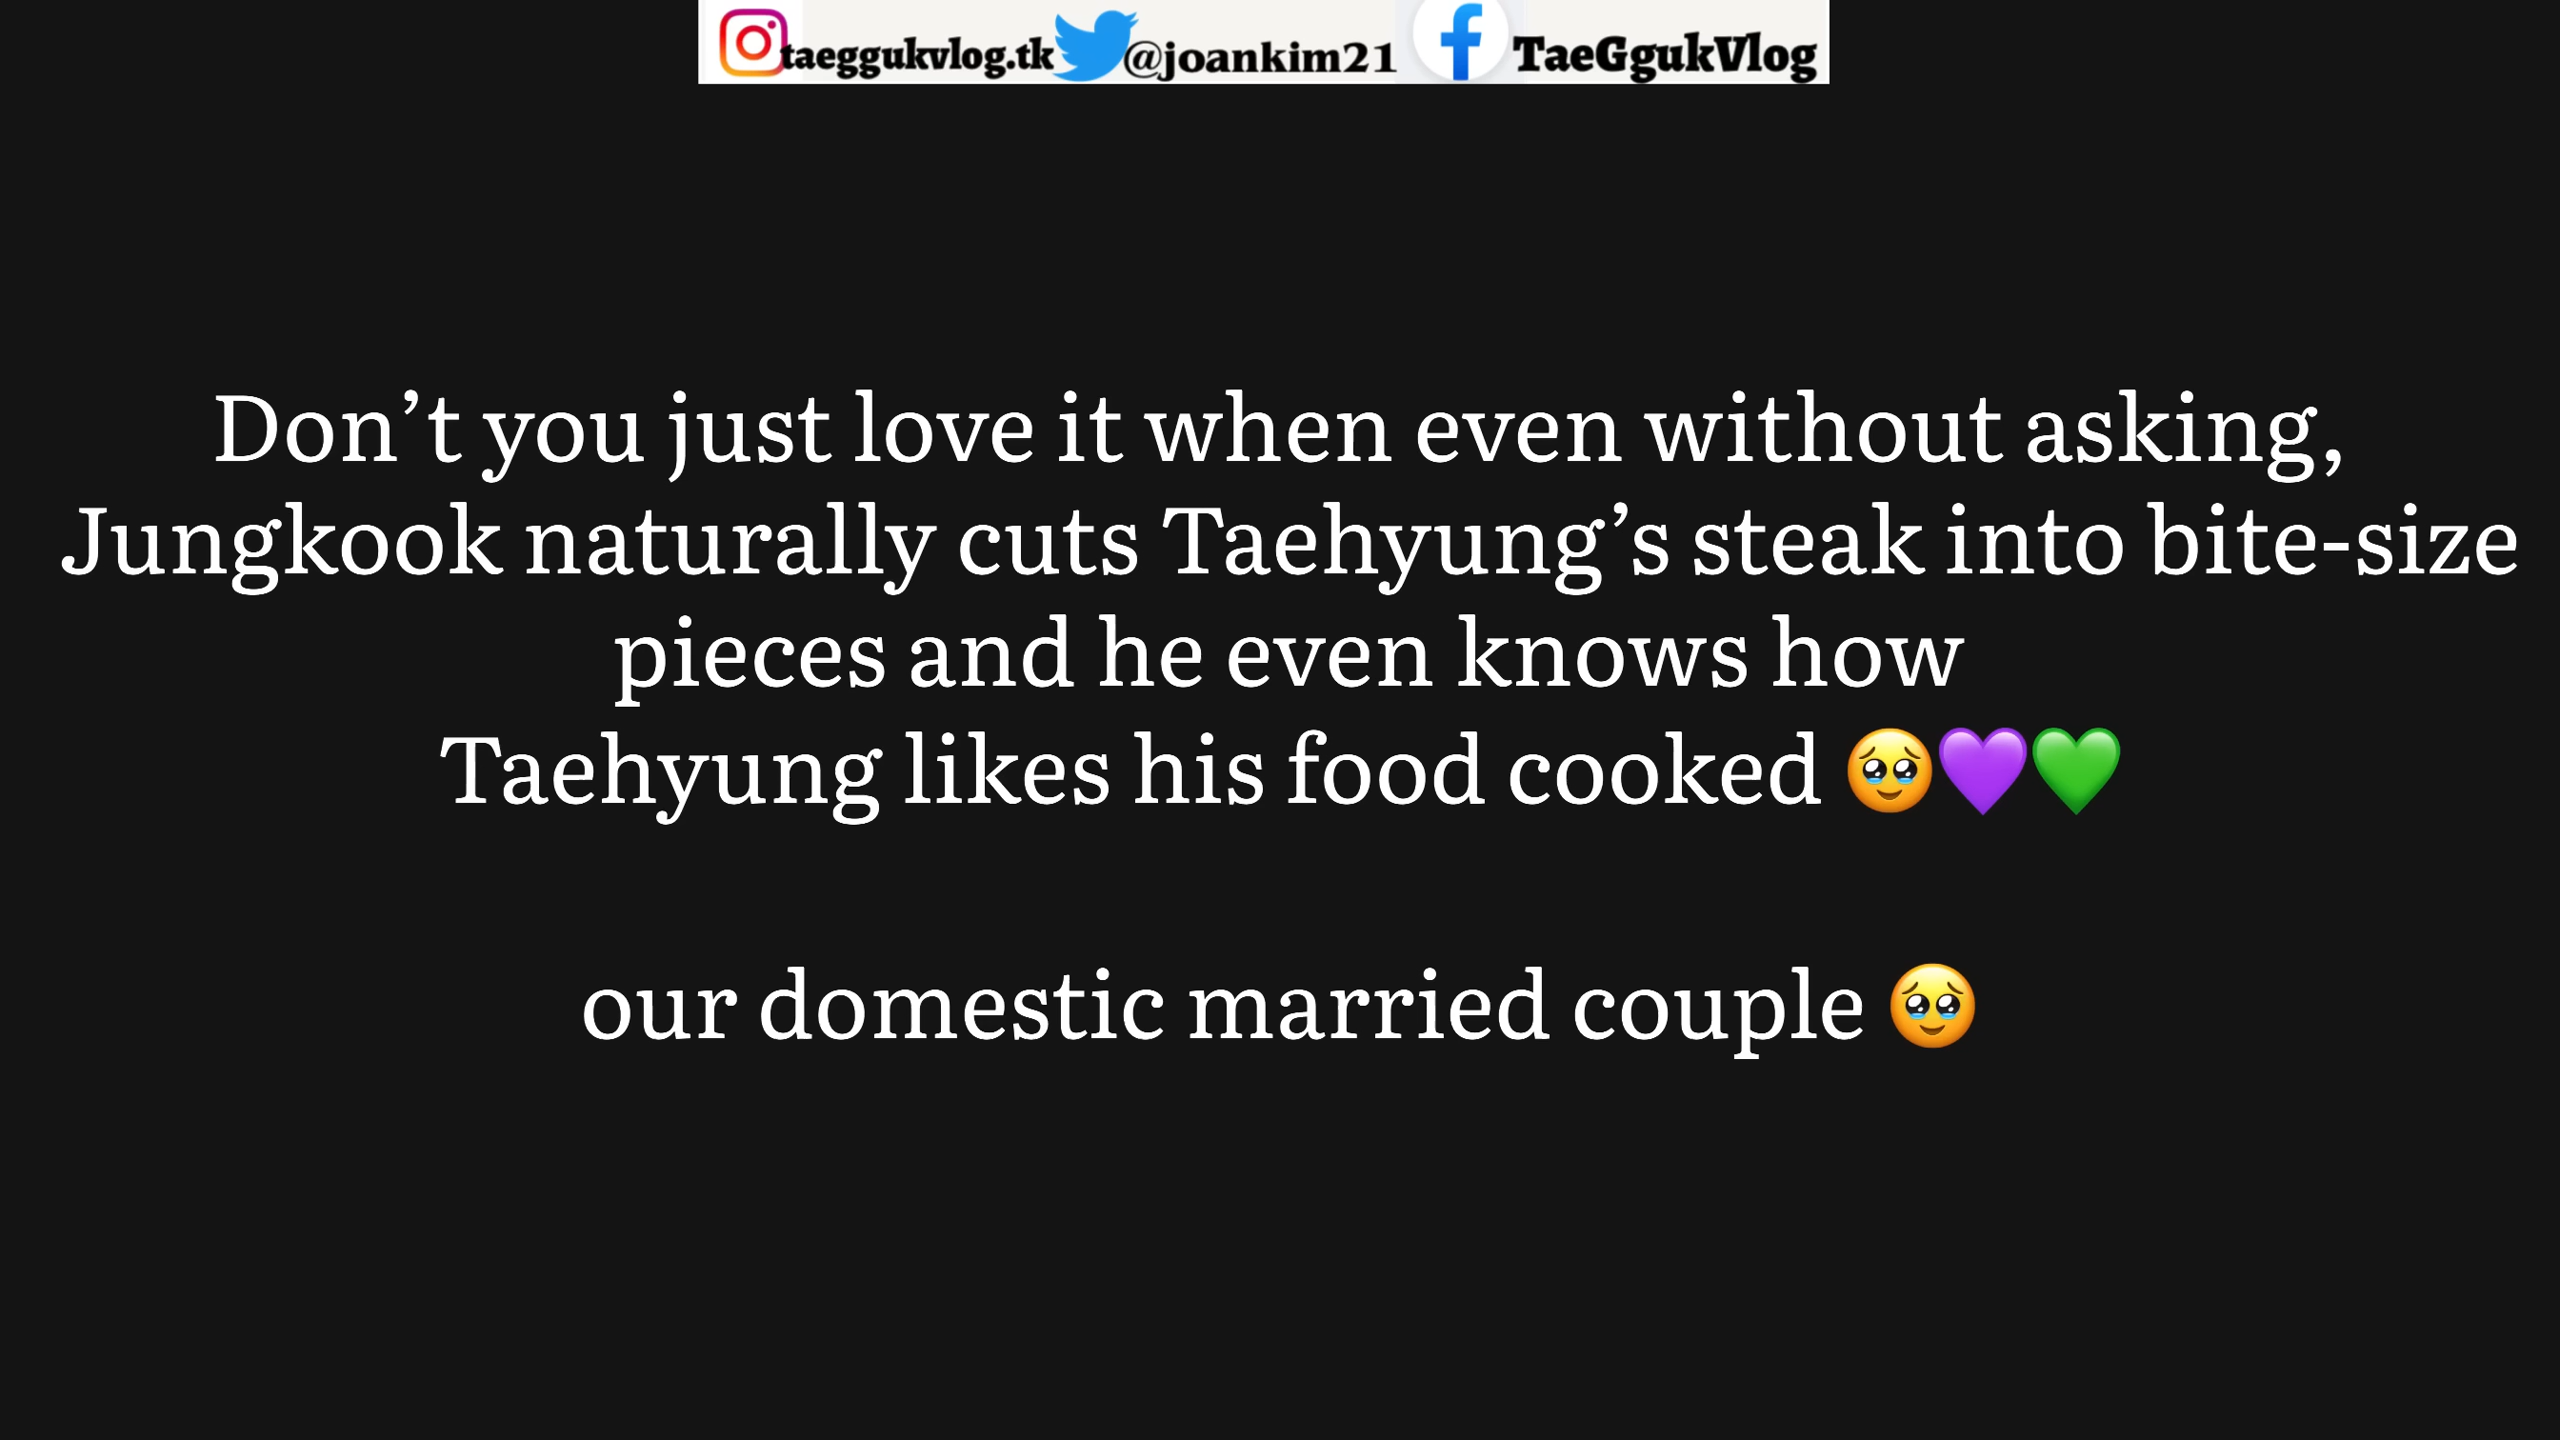 taeggukvlog.tk @joankim21 TaeGgukVlog
Don’t you just love it when even without asking,
Jungkook naturally cuts Taehyung’s steak into bite-size
pieces and he even knows how
Taehyung likes his food cooked 🥹💜💚
our domestic married couple 🥹